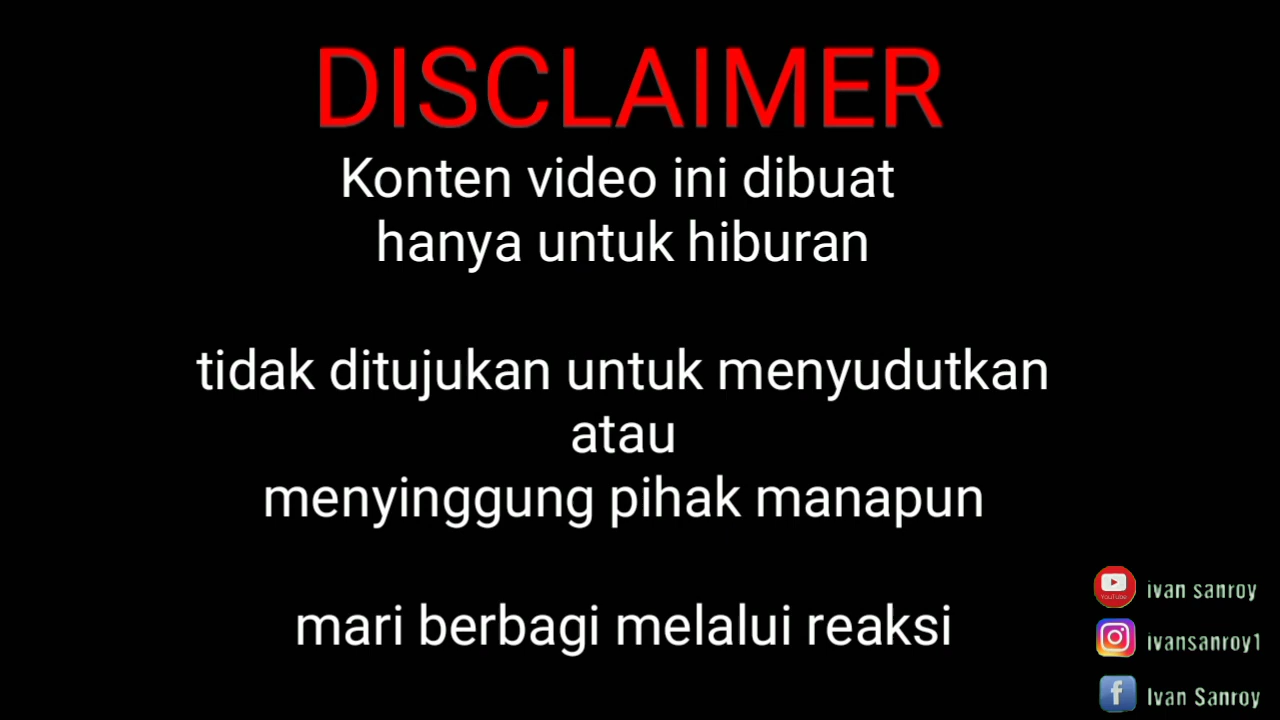 DISCLAIMER
Konten video ini dibuat
hanya untuk hiburan
tidak ditujukan untuk menyudutkan
atau
menyinggung pihak manapun
mari berbagi melalui reaksi
YouTube
ivan sanroy
ivansanroy1
Ivan Sanroy